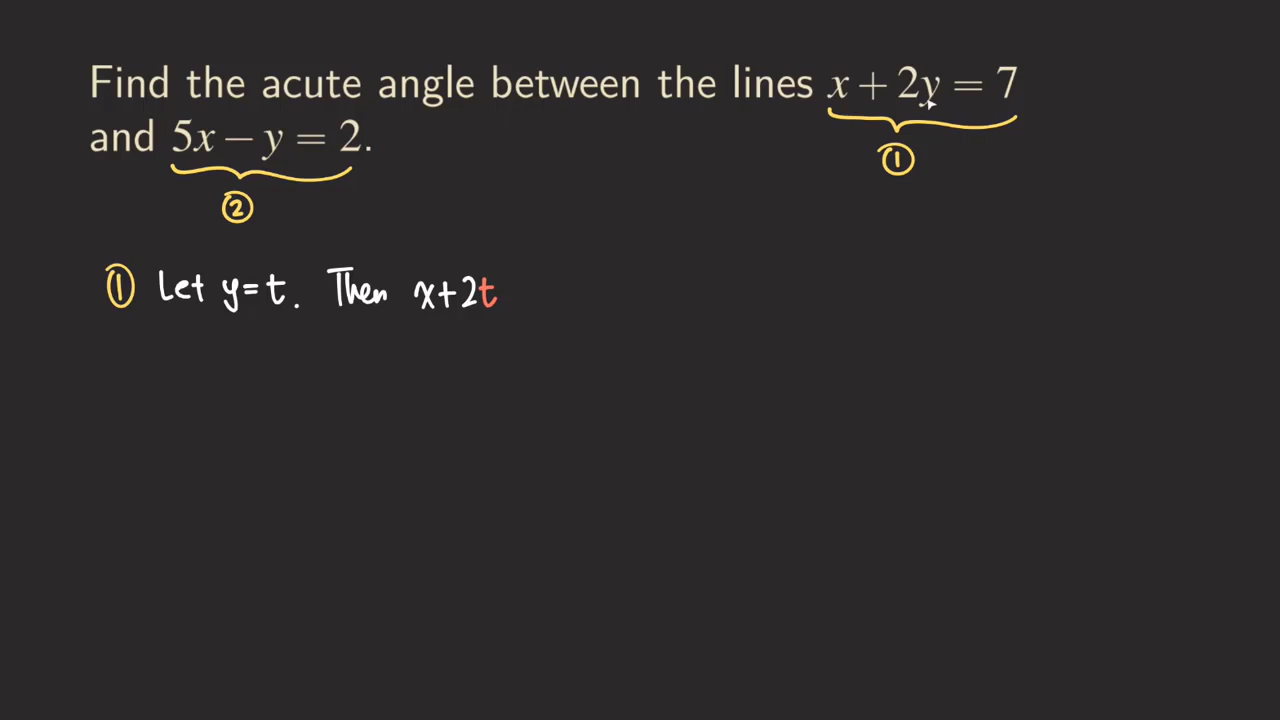 Find the acute angle between the lines x + 2y = 7
and 5x − y = 2.
①
②
① Let y=t. Then x+2t